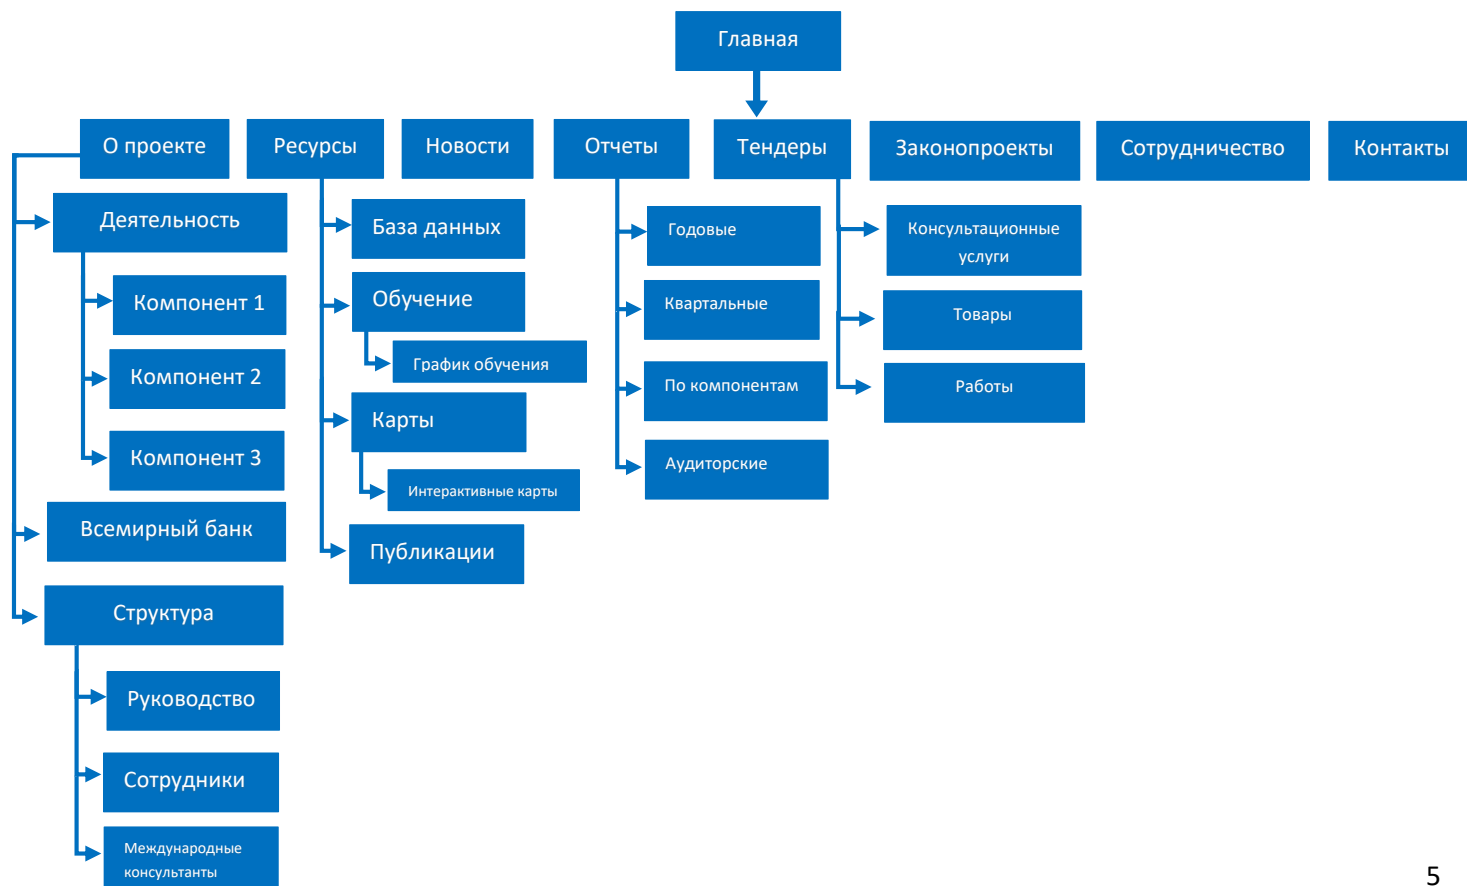 Главная
О проекте
Ресурсы
Новости
Отчеты
Тендеры
Законопроекты
Сотрудничество
Контакты
Деятельность
Компонент 1
Компонент 2
Компонент 3
Всемирный банк
Структура
Руководство
Сотрудники
Международные
консультанты
База данных
Обучение
График обучения
Карты
Интерактивные карты
Публикации
Годовые
Квартальные
По компонентам
Аудиторские
Консультационные
услуги
Товары
Работы
5